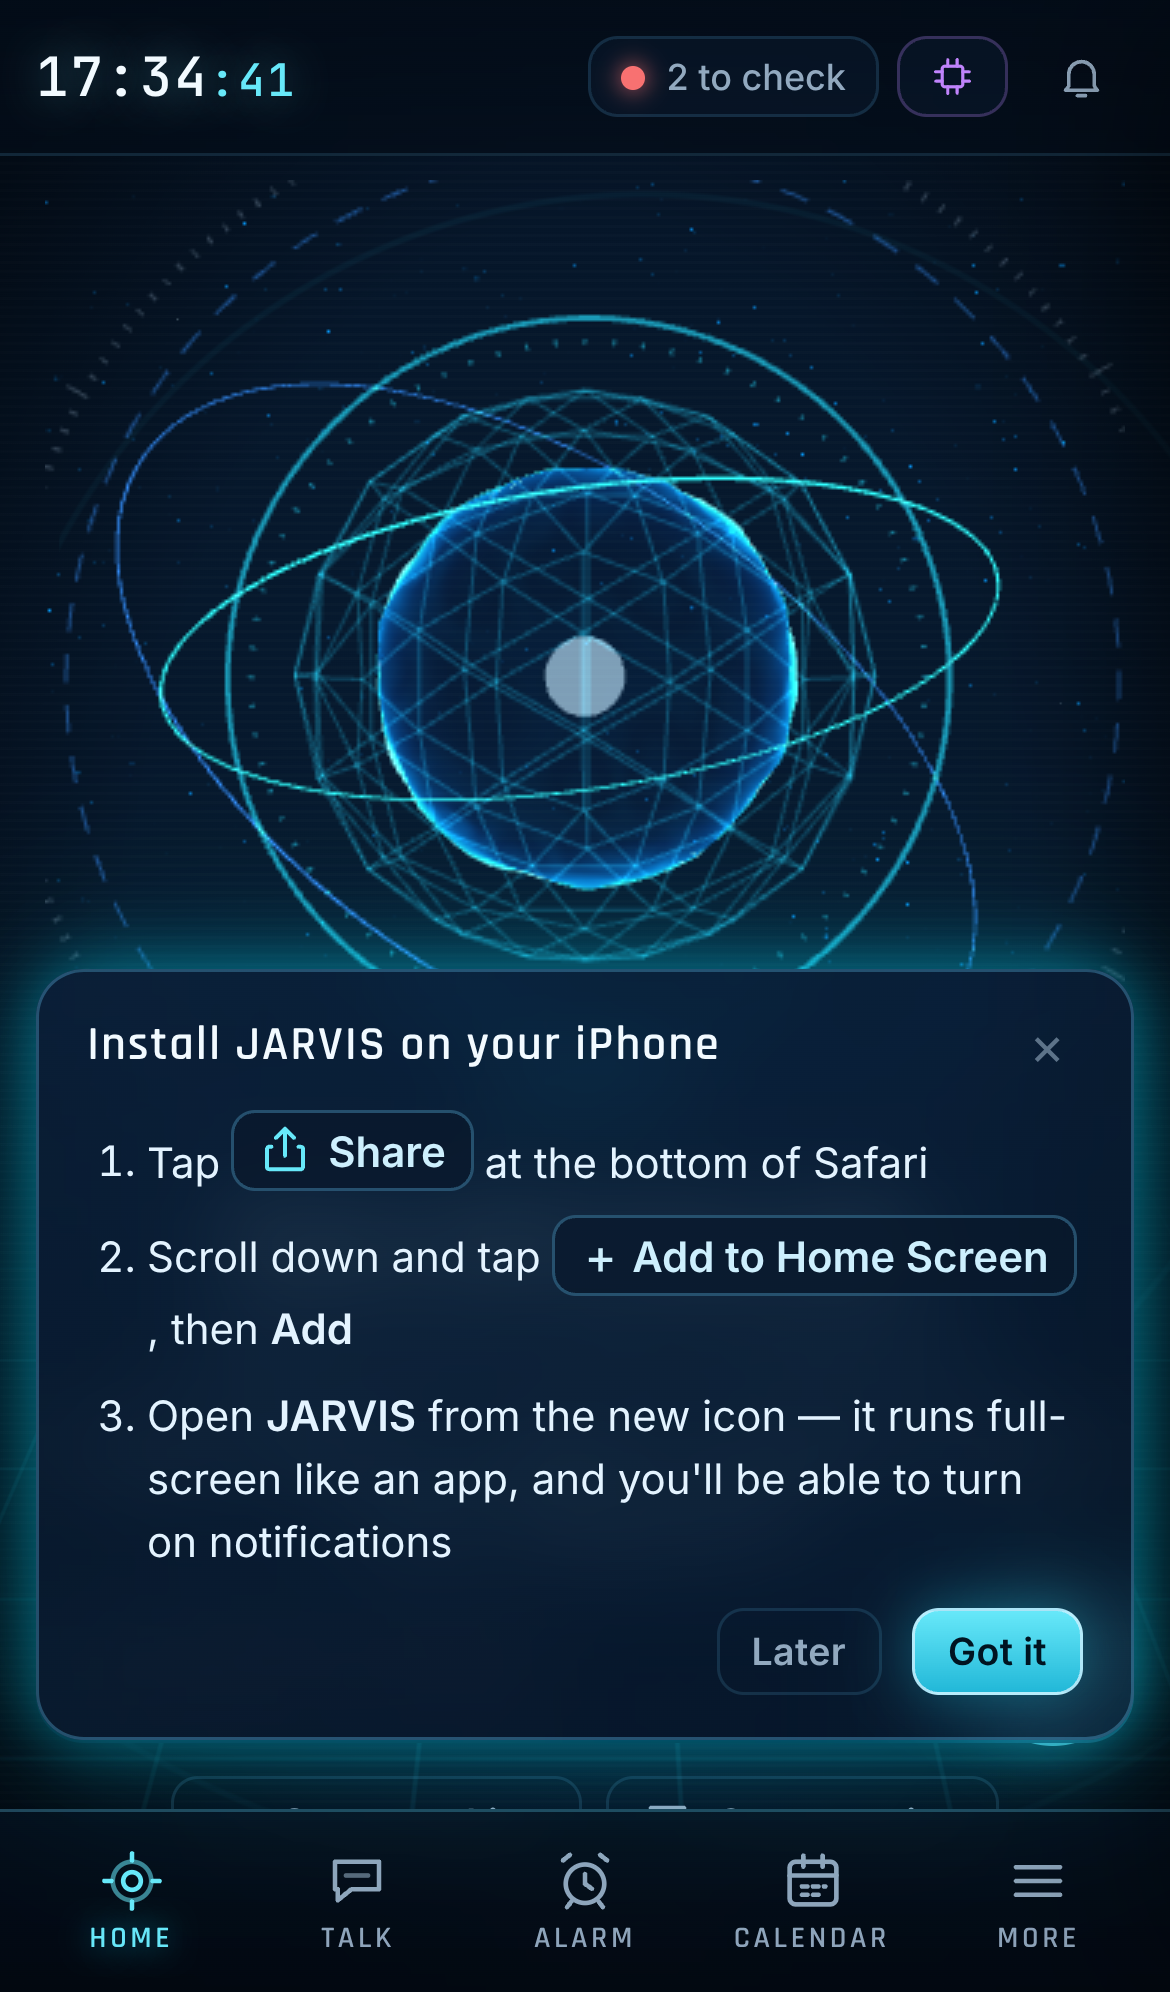 17:34:41
2 to check
Install JARVIS on your iPhone
×
1. Tap Share at the bottom of Safari
2. Scroll down and tap + Add to Home Screen
, then Add
3. Open JARVIS from the new icon — it runs full-
screen like an app, and you'll be able to turn
on notifications
Later Got it
HOME TALK ALARM CALENDAR MORE